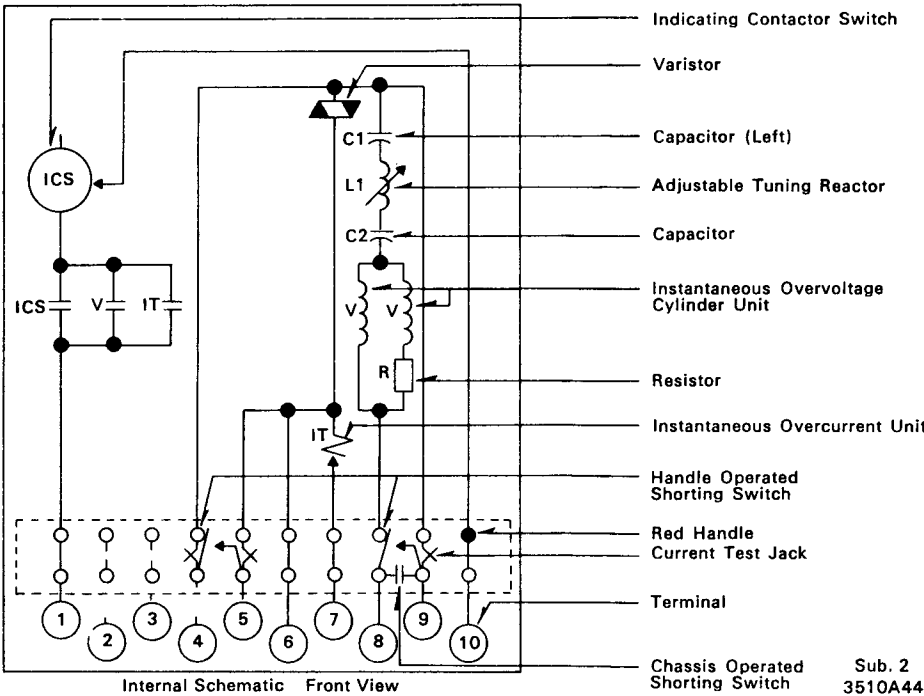 Indicating Contactor Switch
Varistor
C1
Capacitor (Left)
ICS
L1
Adjustable Tuning Reactor
C2
Capacitor
Instantaneous Overvoltage
Cylinder Unit
ICS V IT
V V
R
Resistor
IT
Instantaneous Overcurrent Unit
Handle Operated
Shorting Switch
Red Handle
Current Test Jack
Terminal
1 2 3 4 5 6 7 8 9 10
Chassis Operated
Shorting Switch
Sub. 2
3510A44
Internal Schematic Front View